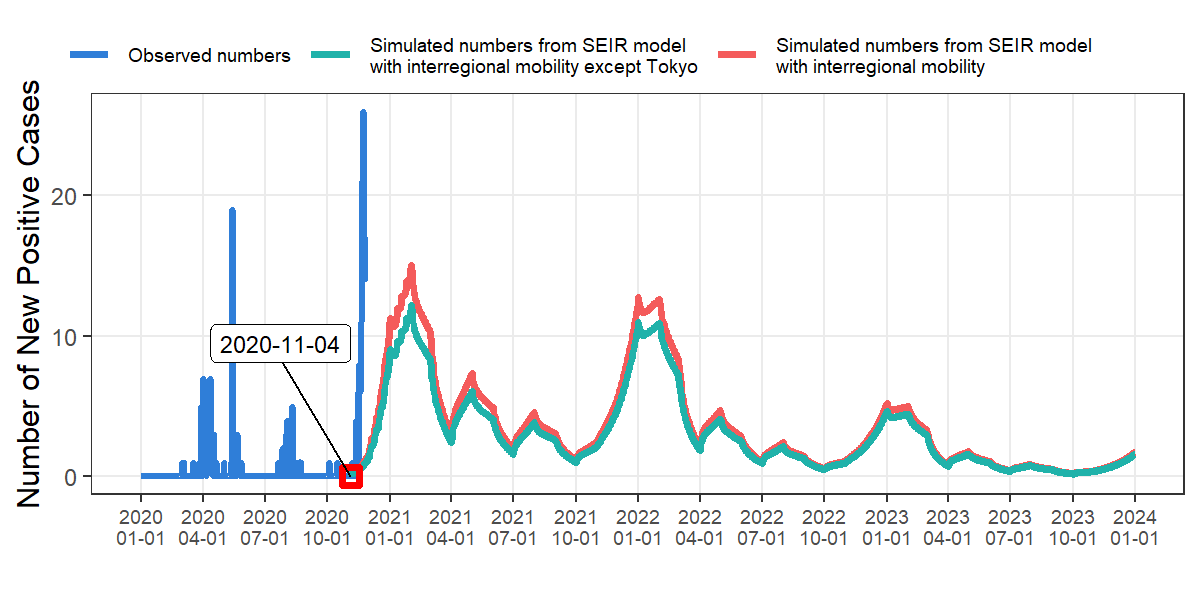 Observed numbers
Simulated numbers from SEIR model
with interregional mobility except Tokyo
Simulated numbers from SEIR model
with interregional mobility
Number of New Positive Cases
20
10
0
2020-11-04
2020 2020 2020 2020 2021 2021 2021 2021 2022 2022 2022 2022 2023 2023 2023 2023 2024
01-01 04-01 07-01 10-01 01-01 04-01 07-01 10-01 01-01 04-01 07-01 10-01 01-01 04-01 07-01 10-01 01-01